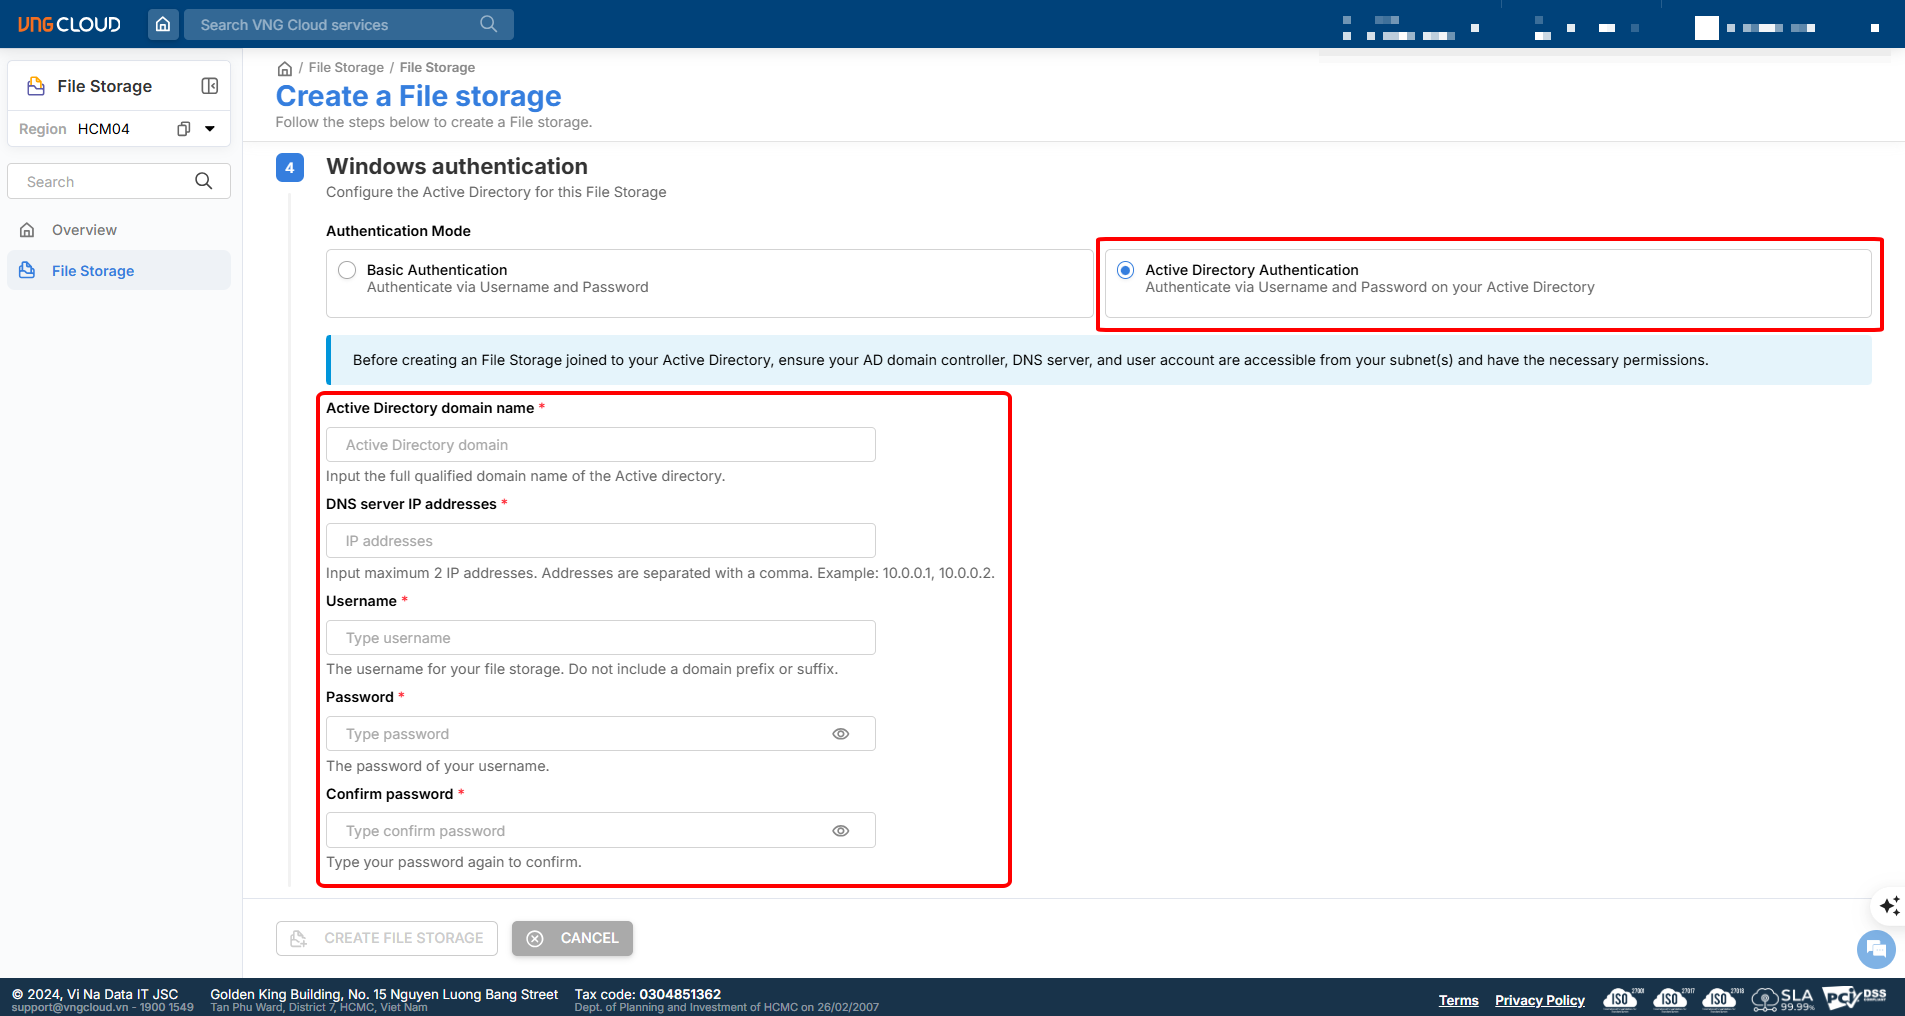 VNG CLOUD
Search VNG Cloud services
File Storage
Region HCM04
Search
Overview
File Storage
/ File Storage / File Storage
Create a File storage
Follow the steps below to create a File storage.
4 Windows authentication
Configure the Active Directory for this File Storage
Authentication Mode
Basic Authentication
Authenticate via Username and Password
Active Directory Authentication
Authenticate via Username and Password on your Active Directory
Before creating an File Storage joined to your Active Directory, ensure your AD domain controller, DNS server, and user account are accessible from your subnet(s) and have the necessary permissions.
Active Directory domain name *
Active Directory domain
Input the full qualified domain name of the Active directory.
DNS server IP addresses *
IP addresses
Input maximum 2 IP addresses. Addresses are separated with a comma. Example: 10.0.0.1, 10.0.0.2.
Username *
Type username
The username for your file storage. Do not include a domain prefix or suffix.
Password *
Type password
The password of your username.
Confirm password *
Type confirm password
Type your password again to confirm.
CREATE FILE STORAGE
CANCEL
© 2024, Vi Na Data IT JSC
support@vngcloud.vn - 1900 1549
Golden King Building, No. 15 Nguyen Luong Bang Street
Tan Phu Ward, District 7, HCMC, Viet Nam
Tax code: 0304851362
Dept. of Planning and Investment of HCMC on 26/02/2007
Terms
Privacy Policy
ISO 27001
ISO 27017
ISO 27018
SLA
99.99%
PCI DSS